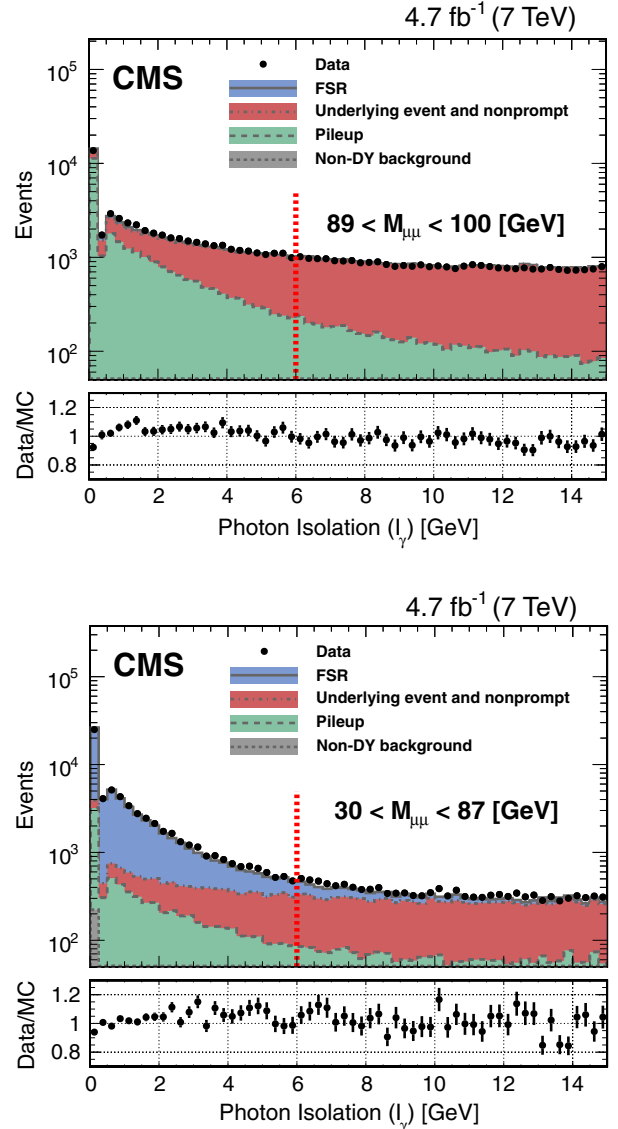 4.7 fb⁻¹ (7 TeV)
CMS
Data
FSR
Underlying event and nonprompt
Pileup
Non-DY background
89 < Mμμ < 100 [GeV]
Events
10⁵
10⁴
10³
10²
Data/MC
1.2
1
0.8
0 2 4 6 8 10 12 14
Photon Isolation (Iγ) [GeV]
4.7 fb⁻¹ (7 TeV)
CMS
Data
FSR
Underlying event and nonprompt
Pileup
Non-DY background
30 < Mμμ < 87 [GeV]
Events
10⁵
10⁴
10³
10²
Data/MC
1.2
1
0.8
0 2 4 6 8 10 12 14
Photon Isolation (Iγ) [GeV]